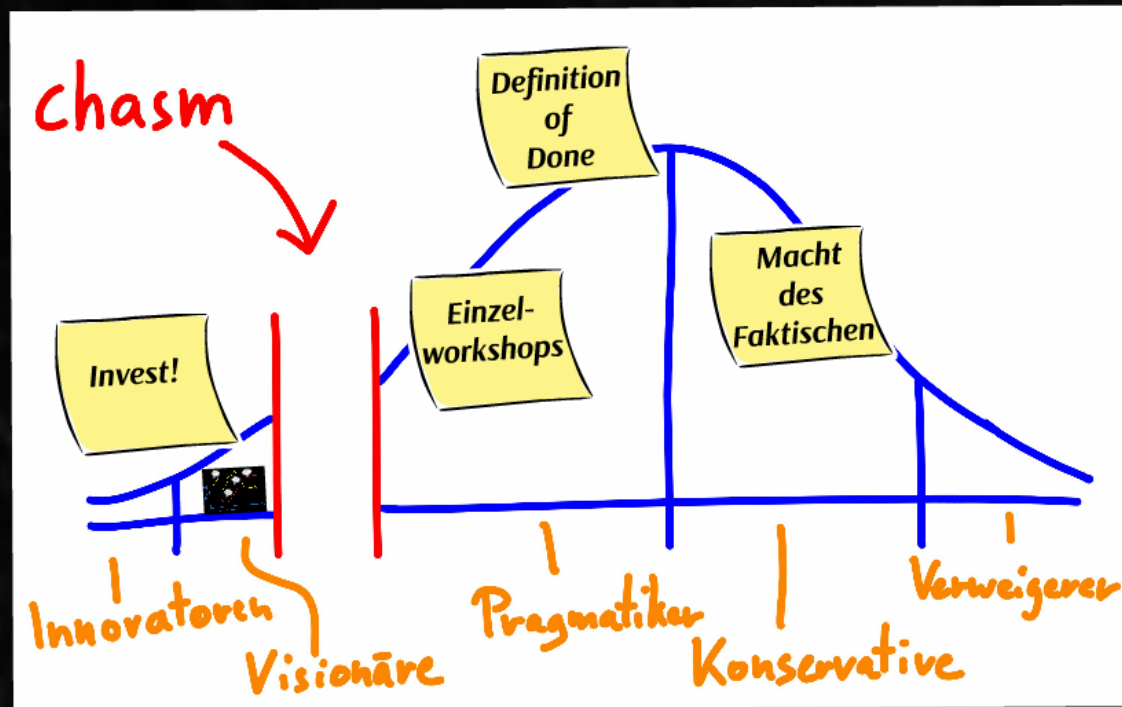 chasm
Definition
of
Done
Macht
des
Faktischen
Einzel-
workshops
Invest!
Innovatoren
Visionäre
Pragmatiker
Konservative
Verweigerer